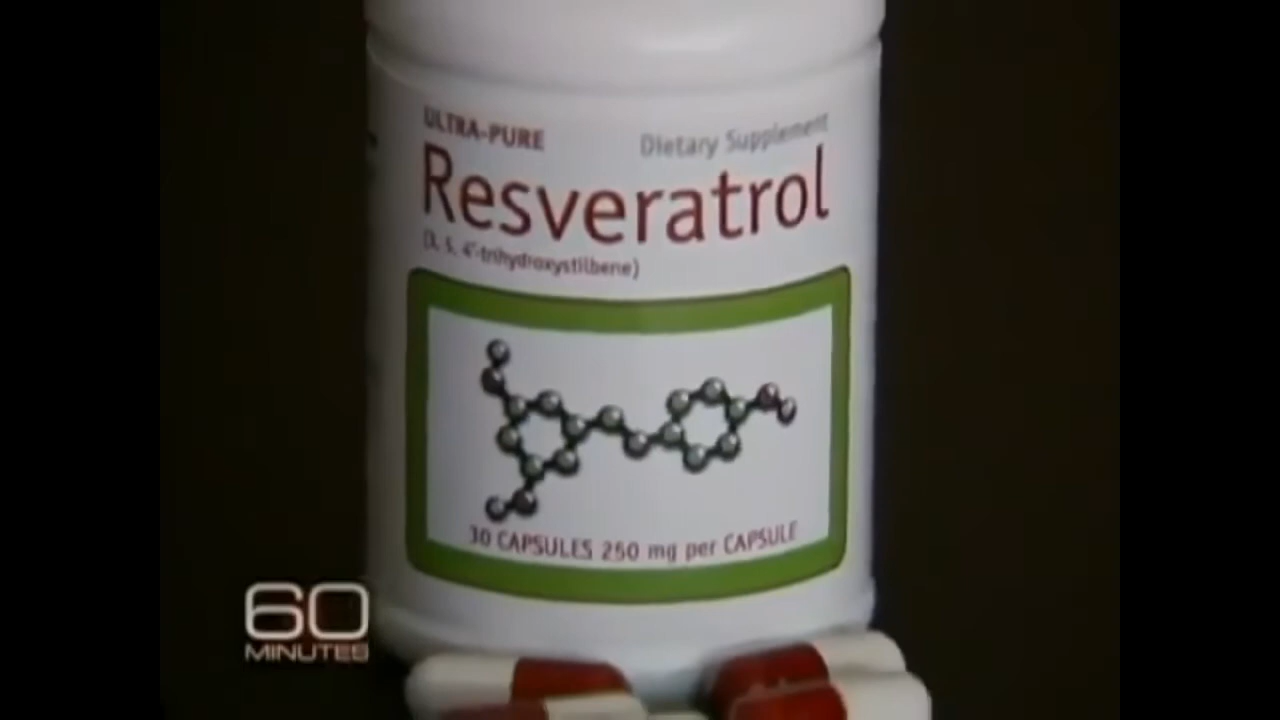 ULTRA-PURE
Dietary Supplement
Resveratrol
(3, 5, 4'-trihydroxystilbene)
30 CAPSULES 250 mg per CAPSULE
60
MINUTES